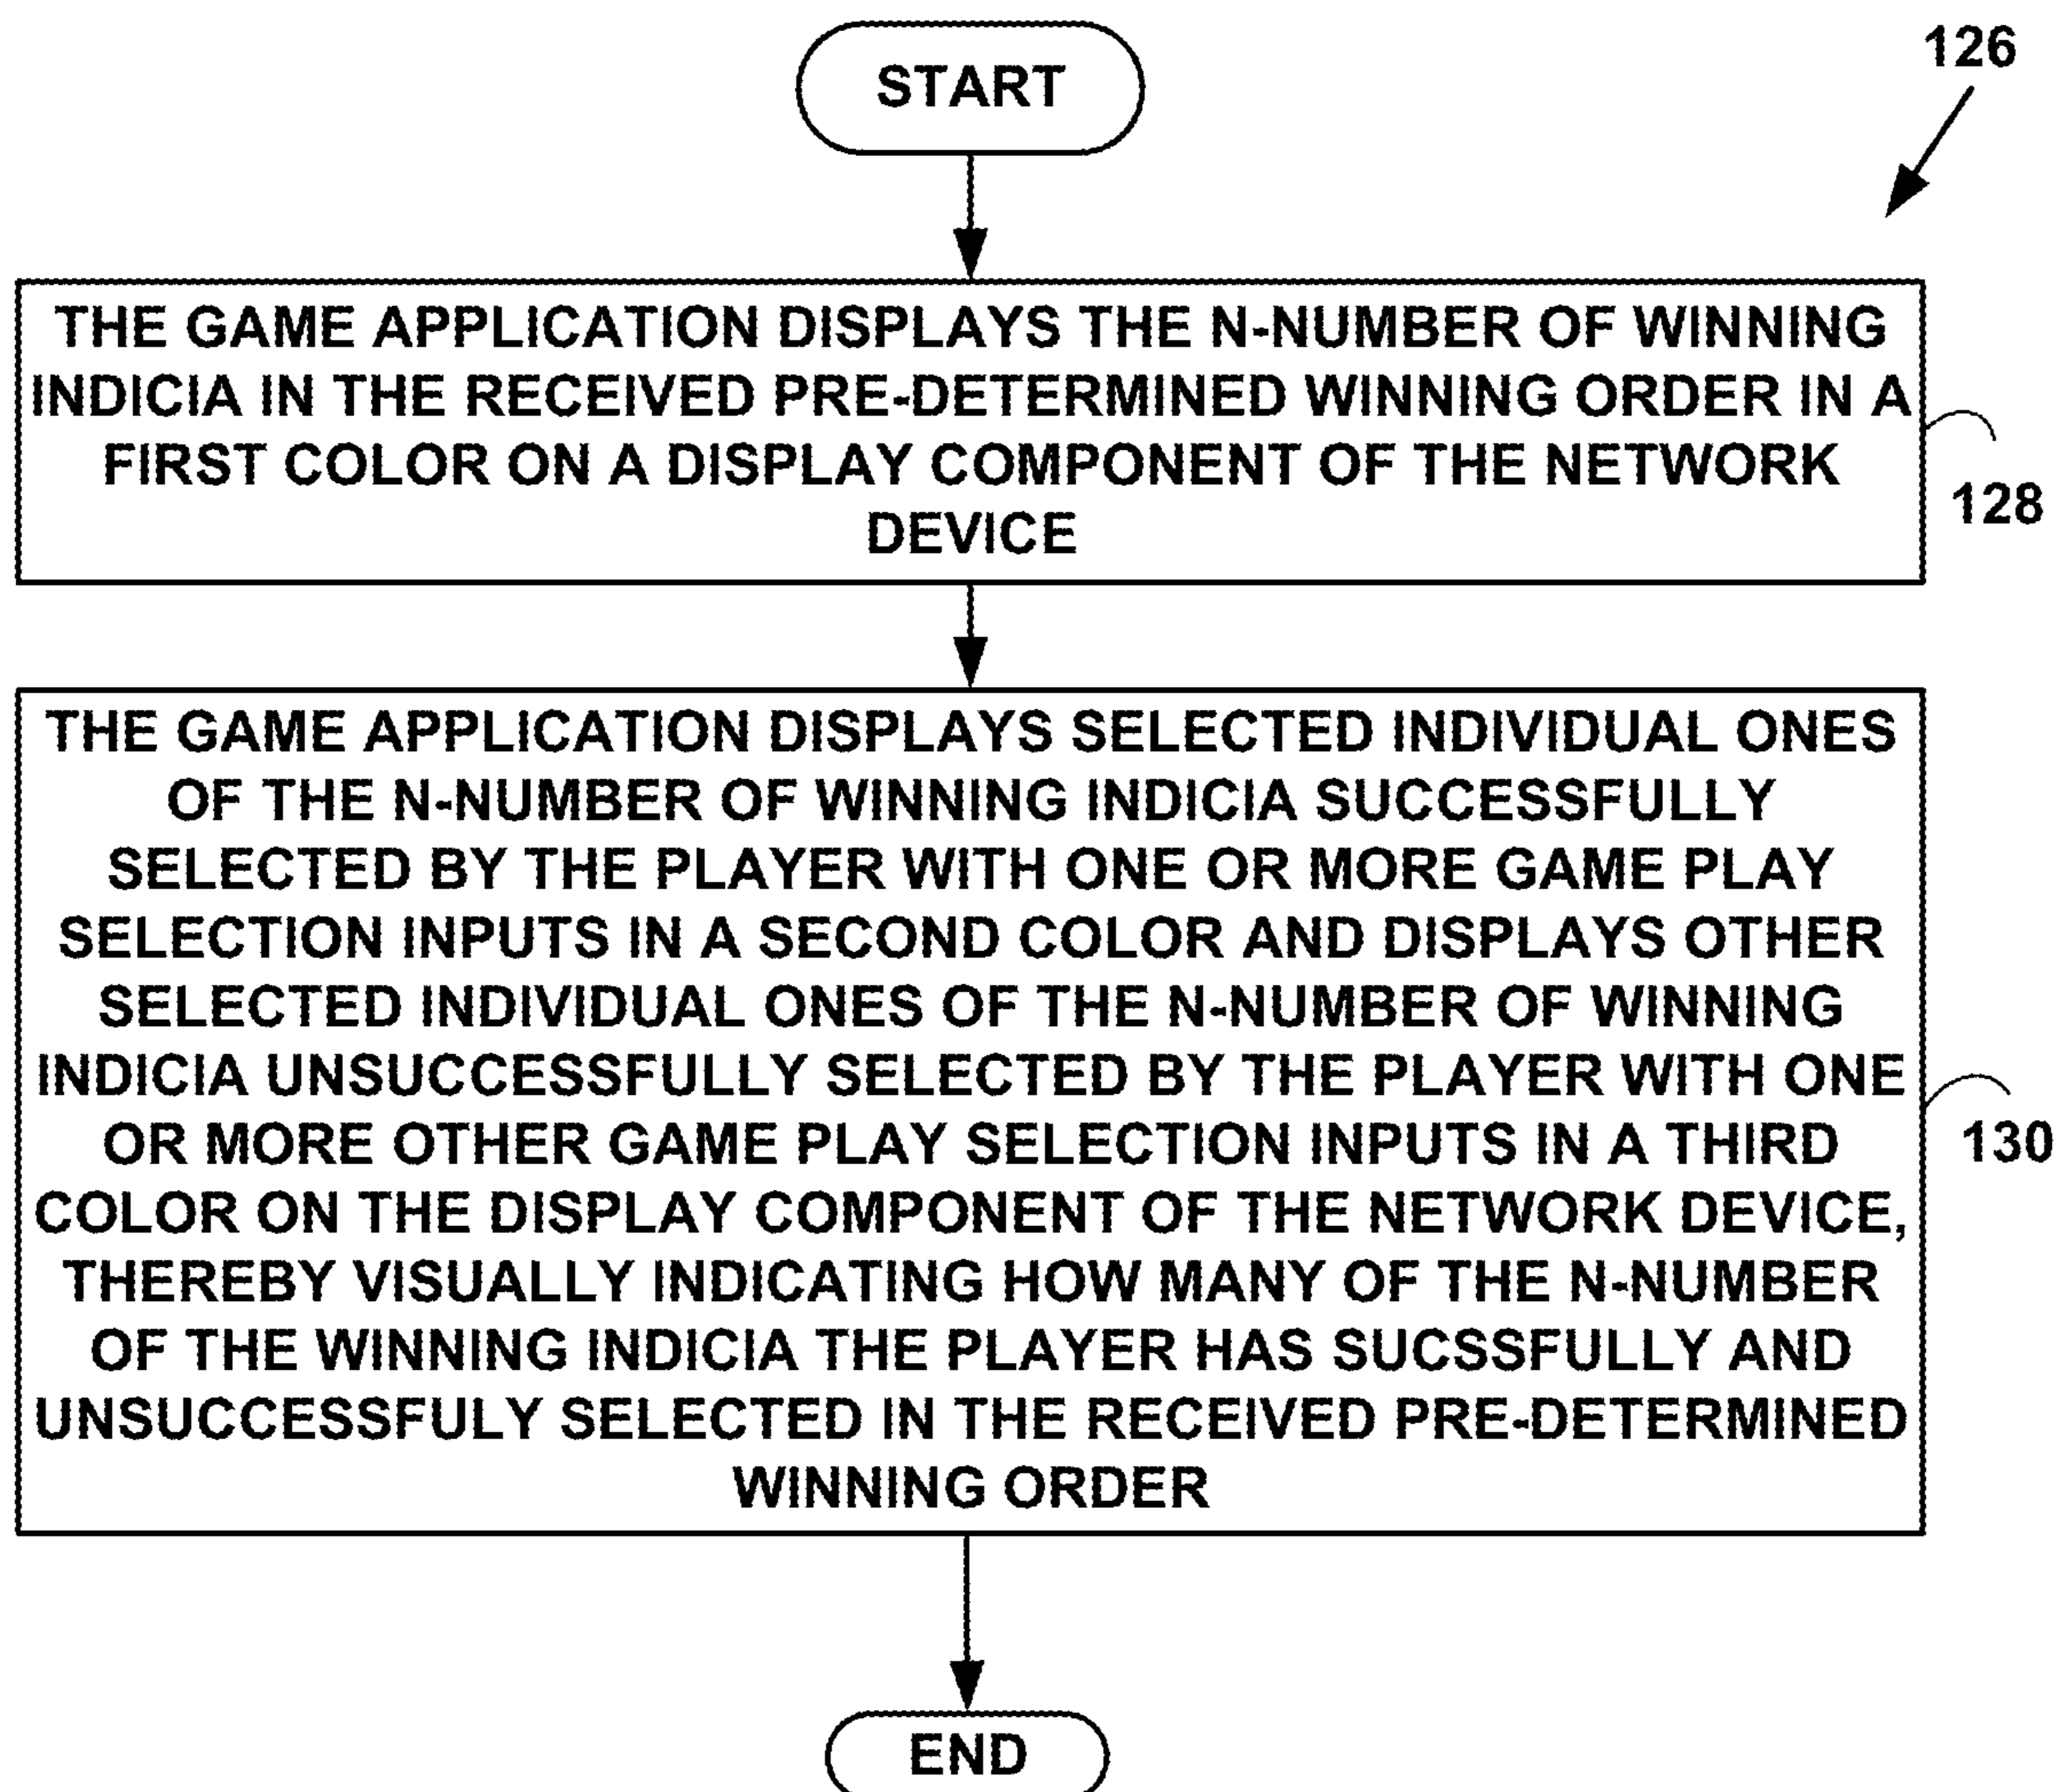 START
126
THE GAME APPLICATION DISPLAYS THE N-NUMBER OF WINNING
INDICIA IN THE RECEIVED PRE-DETERMINED WINNING ORDER IN A
FIRST COLOR ON A DISPLAY COMPONENT OF THE NETWORK
DEVICE
128
THE GAME APPLICATION DISPLAYS SELECTED INDIVIDUAL ONES
OF THE N-NUMBER OF WINNING INDICIA SUCCESSFULLY
SELECTED BY THE PLAYER WITH ONE OR MORE GAME PLAY
SELECTION INPUTS IN A SECOND COLOR AND DISPLAYS OTHER
SELECTED INDIVIDUAL ONES OF THE N-NUMBER OF WINNING
INDICIA UNSUCCESSFULLY SELECTED BY THE PLAYER WITH ONE
OR MORE OTHER GAME PLAY SELECTION INPUTS IN A THIRD
COLOR ON THE DISPLAY COMPONENT OF THE NETWORK DEVICE,
THEREBY VISUALLY INDICATING HOW MANY OF THE N-NUMBER
OF THE WINNING INDICIA THE PLAYER HAS SUCSSFULLY AND
UNSUCCESSFULY SELECTED IN THE RECEIVED PRE-DETERMINED
WINNING ORDER
130
END